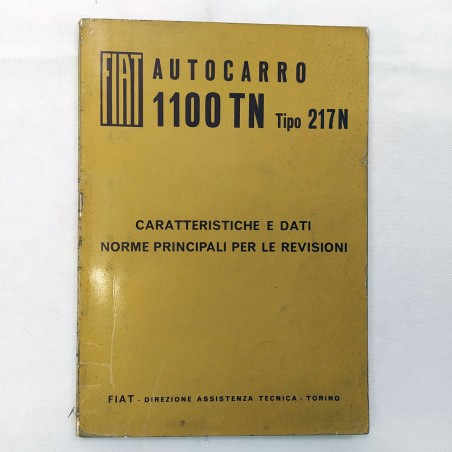 FIAT AUTOCARRO
1100 TN Tipo 217N
CARATTERISTICHE E DATI
NORME PRINCIPALI PER LE REVISIONI
FIAT - DIREZIONE ASSISTENZA TECNICA - TORINO